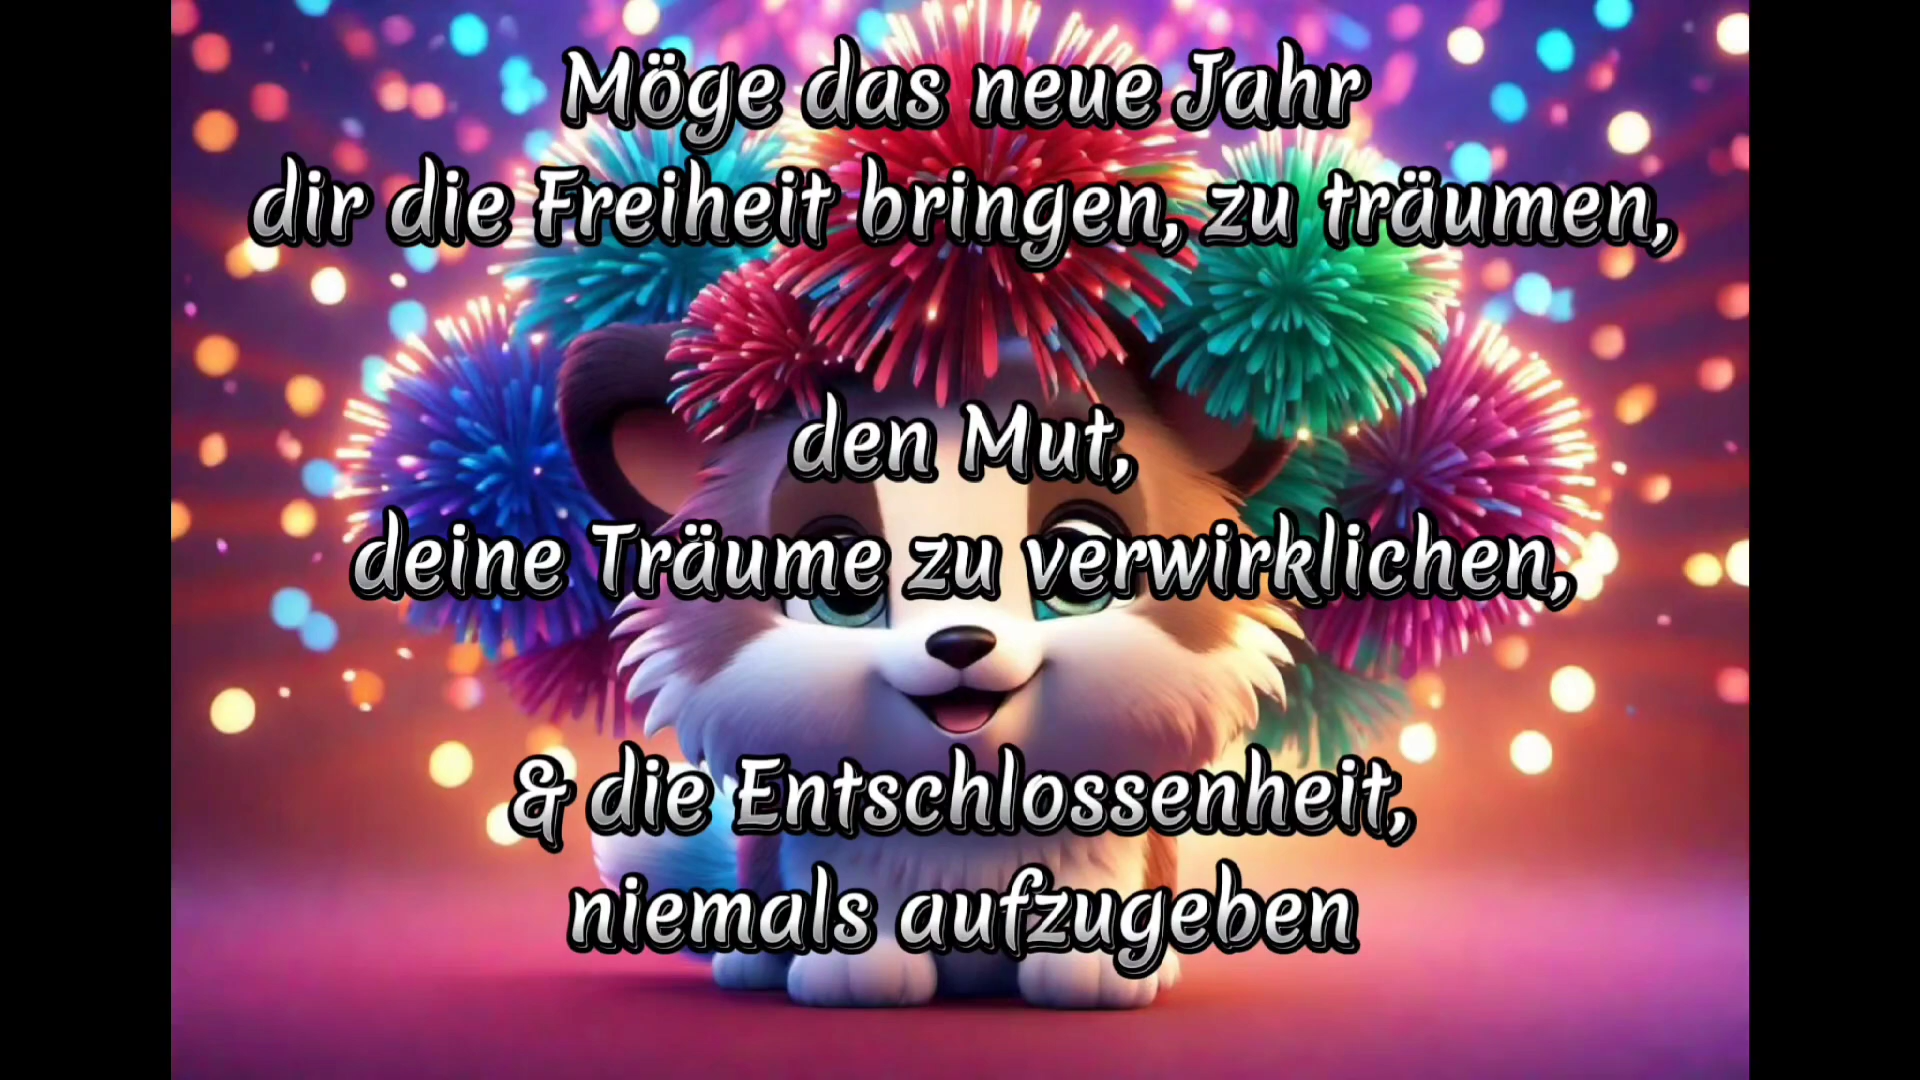 Möge das neue Jahr
dir die Freiheit bringen, zu träumen,
den Mut,
deine Träume zu verwirklichen,
& die Entschlossenheit,
niemals aufzugeben